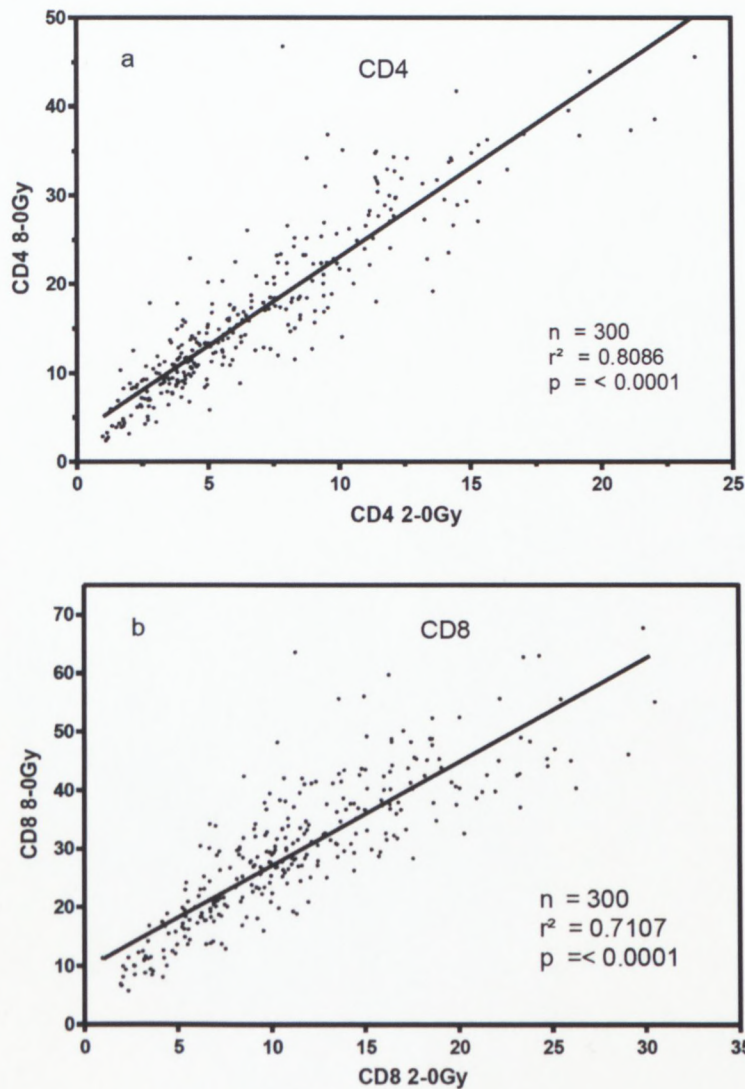 50
a
CD4
40
30
20
10
0
CD4 8-0Gy
n = 300
r² = 0.8086
p = < 0.0001
0 5 10 15 20 25
CD4 2-0Gy
70
b
CD8
60
50
40
30
20
10
0
CD8 8-0Gy
n = 300
r² = 0.7107
p =< 0.0001
0 5 10 15 20 25 30 35
CD8 2-0Gy